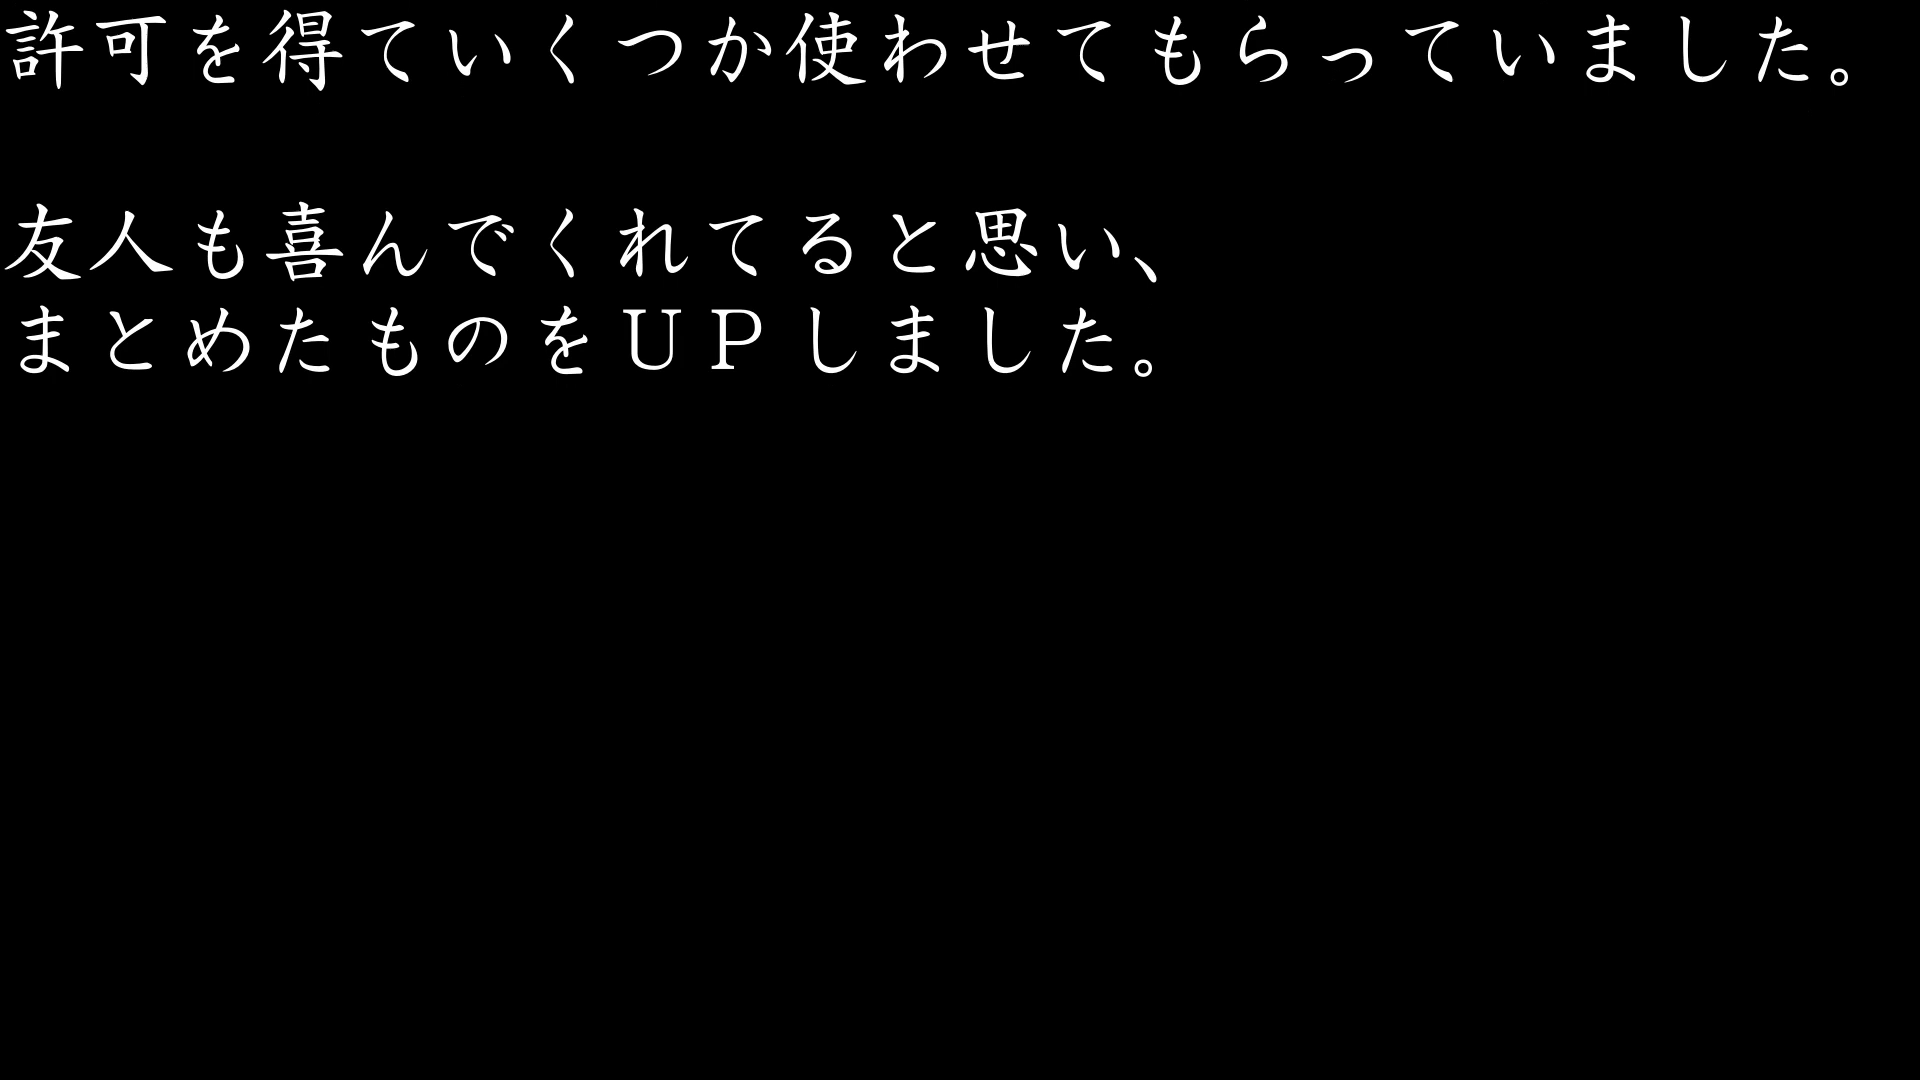 許可を得ていくつか使わせてもらっていました。
友人も喜んでくれてると思い、
まとめたものをＵＰしました。